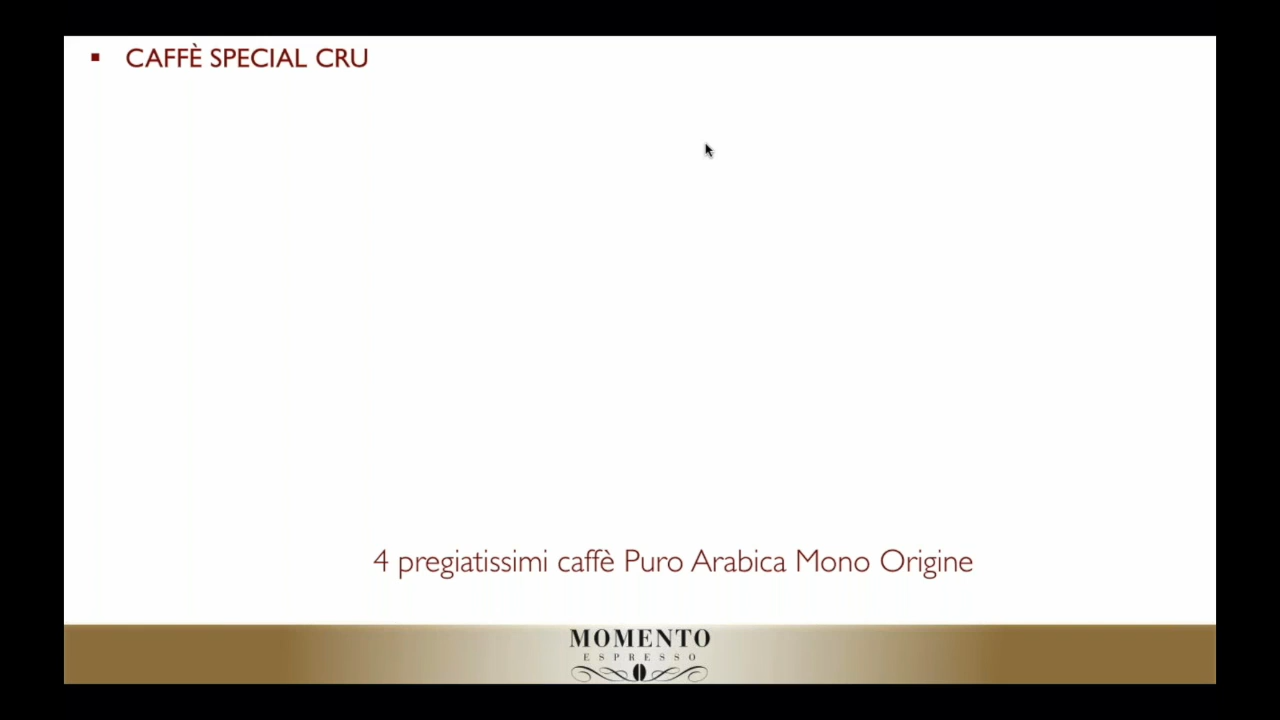 ▪ CAFFÈ SPECIAL CRU
4 pregiatissimi caffè Puro Arabica Mono Origine
MOMENTO
ESPRESSO